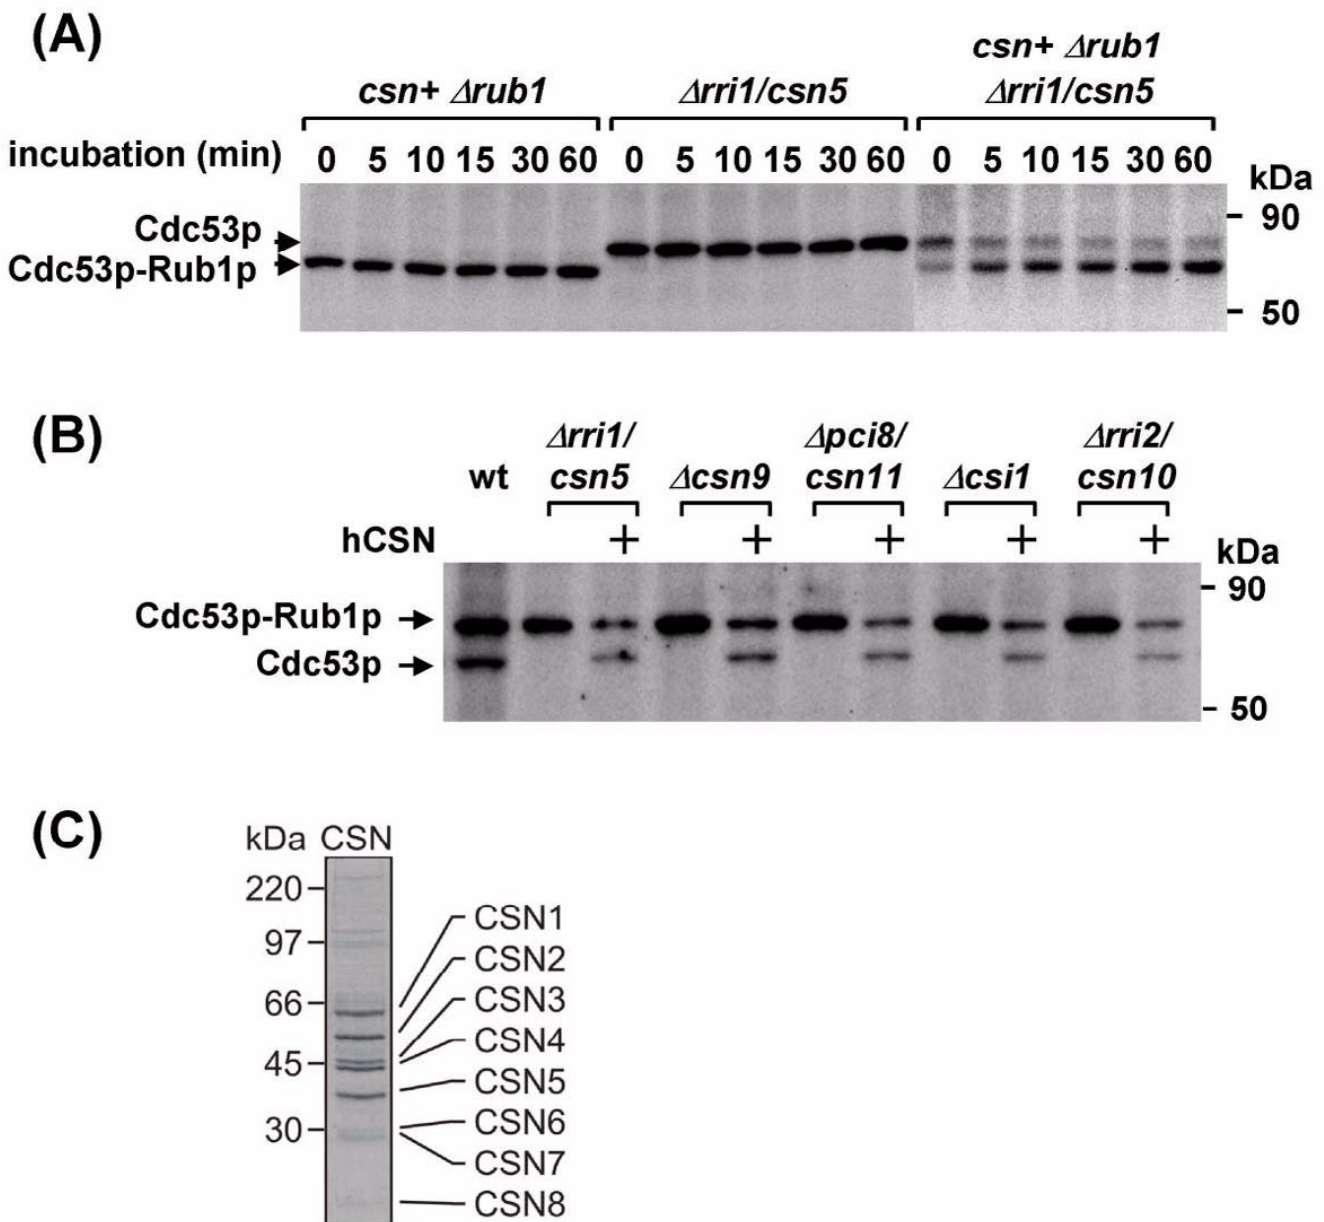 (A)
csn+ Δrub1
csn+ Δrub1 Δrri1/csn5 Δrri1/csn5
incubation (min) 0 5 10 15 30 60 0 5 10 15 30 60 0 5 10 15 30 60
kDa
90
Cdc53p
Cdc53p-Rub1p
50
(B)
Δrri1/ Δpci8/ Δrri2/
wt csn5 Δcsn9 csn11 Δcsi1 csn10
hCSN + + + + +
kDa
90
Cdc53p-Rub1p
Cdc53p
50
(C)
kDa CSN
220
CSN1
97
CSN2
66
CSN3
CSN4
45
CSN5
CSN6
30
CSN7
CSN8